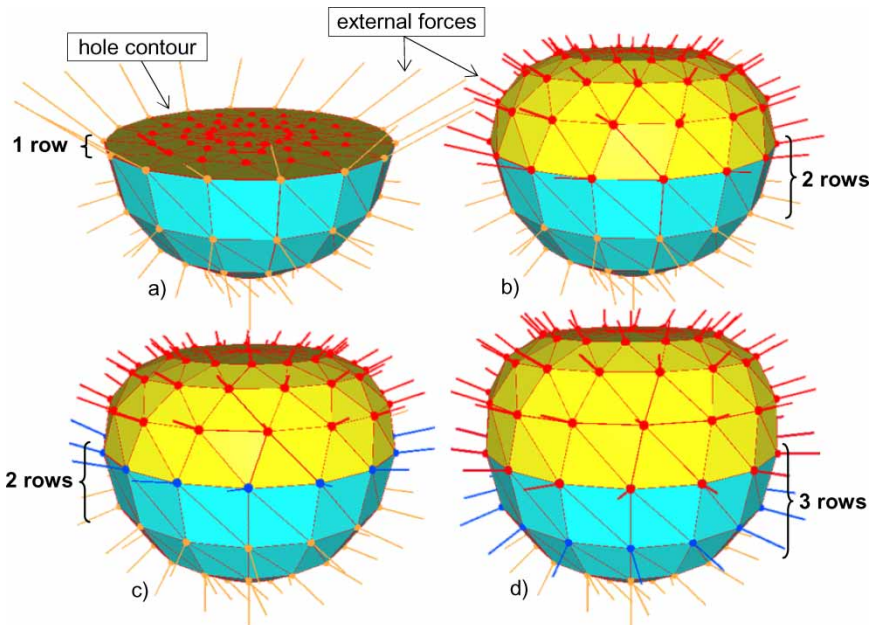 hole contour
external forces
1 row
2 rows
a)
b)
2 rows
3 rows
c)
d)